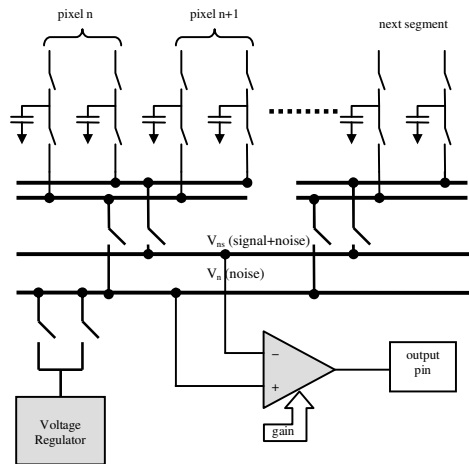 pixel n
pixel n+1
next segment
Vns (signal+noise)
Vn (noise)
−
+
output
pin
gain
Voltage
Regulator